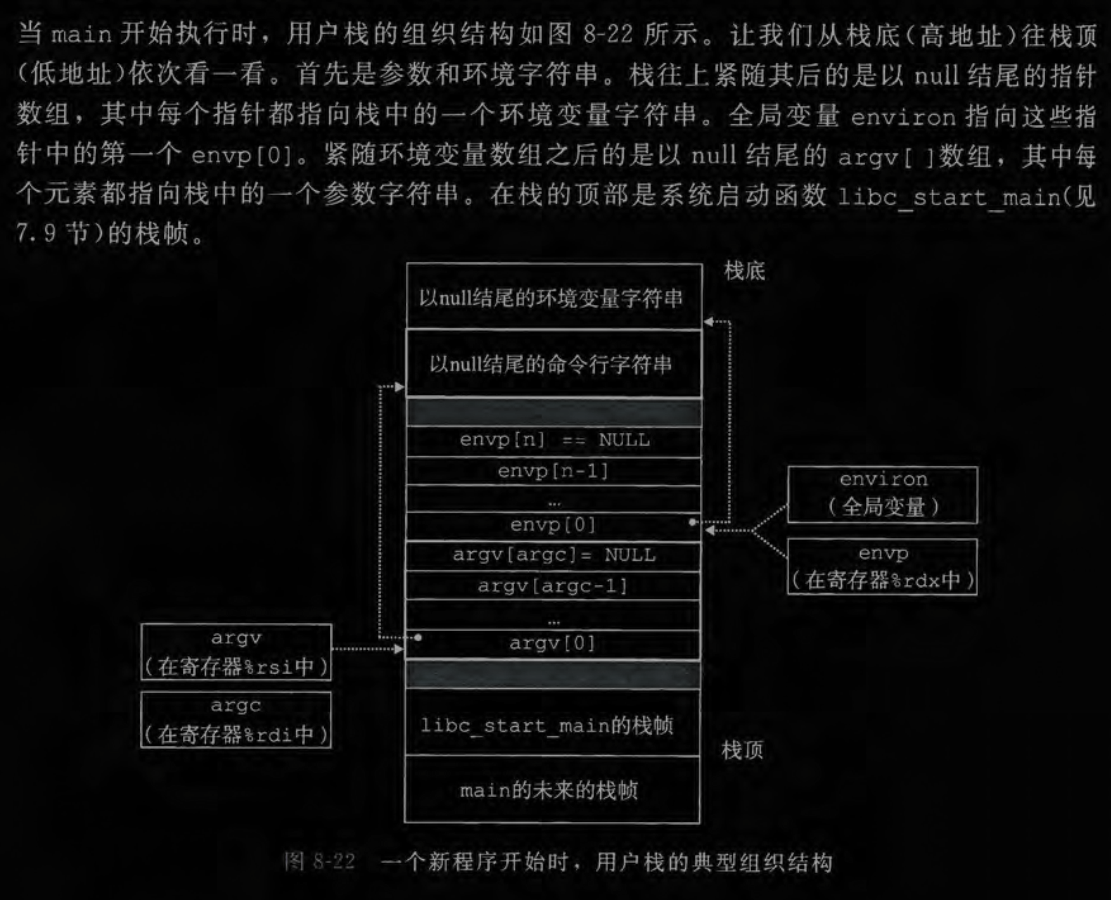 当 main 开始执行时，用户栈的组织结构如图 8-22 所示。让我们从栈底(高地址)往栈顶
(低地址)依次看一看。首先是参数和环境字符串。栈往上紧随其后的是以 null 结尾的指针
数组，其中每个指针都指向栈中的一个环境变量字符串。全局变量 environ 指向这些指
针中的第一个 envp[0]。紧随环境变量数组之后的是以 null 结尾的 argv[ ]数组，其中每
个元素都指向栈中的一个参数字符串。在栈的顶部是系统启动函数 libc_start_main(见
7.9 节)的栈帧。
栈底
以null结尾的环境变量字符串
以null结尾的命令行字符串
envp[n] == NULL
envp[n-1]
…
envp[0]
argv[argc]= NULL
argv[argc-1]
…
argv[0]
libc_start_main的栈帧
main的未来的栈帧
栈顶
environ
（全局变量）
envp
（在寄存器%rdx中）
argv
（在寄存器%rsi中）
argc
（在寄存器%rdi中）
图 8-22 一个新程序开始时，用户栈的典型组织结构